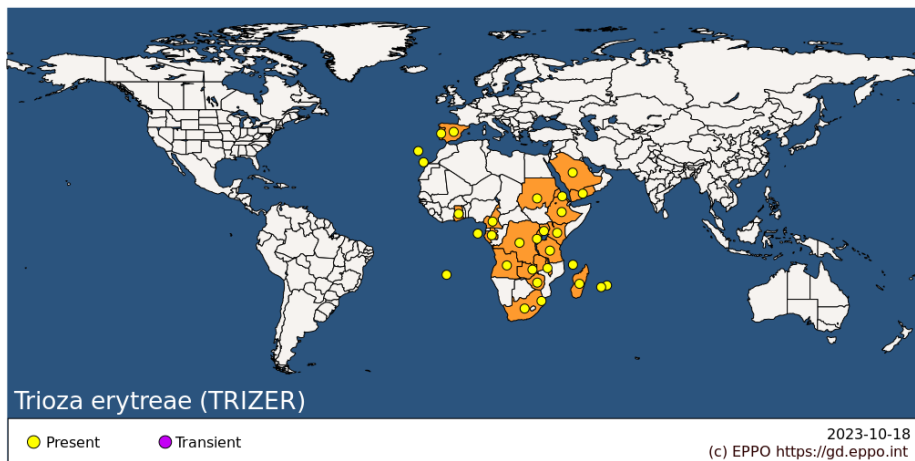 Trioza erytreae (TRIZER)
Present
Transient
2023-10-18
(c) EPPO https://gd.eppo.int